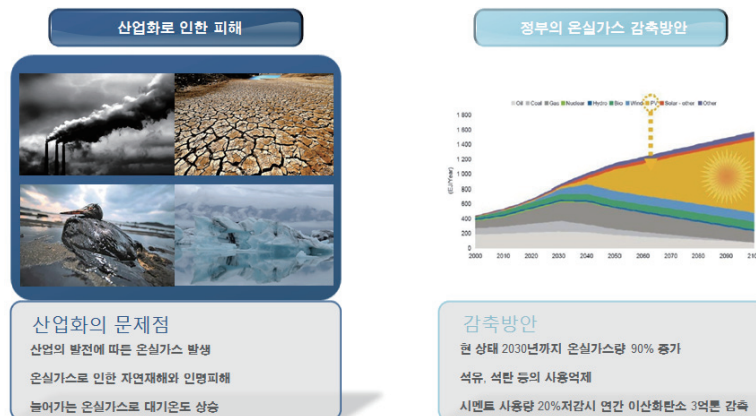 산업화로 인한 피해
산업화의 문제점
산업의 발전에 따른 온실가스 발생
온실가스로 인한 자연재해와 인명피해
늘어가는 온실가스로 대기온도 상승
정부의 온실가스 감축방안
Oil Coal Gas Nuclear Hydro Bio Wind PV Solar - other Other
(EJ/Year)
1 800
1 600
1 400
1 200
1 000
800
600
400
200
0
2000 2010 2020 2030 2040 2050 2060 2070 2080 2090 210
감축방안
현 상태 2030년까지 온실가스량 90% 증가
석유, 석탄 등의 사용억제
시멘트 사용량 20%저감시 연간 이산화탄소 3억톤 감축